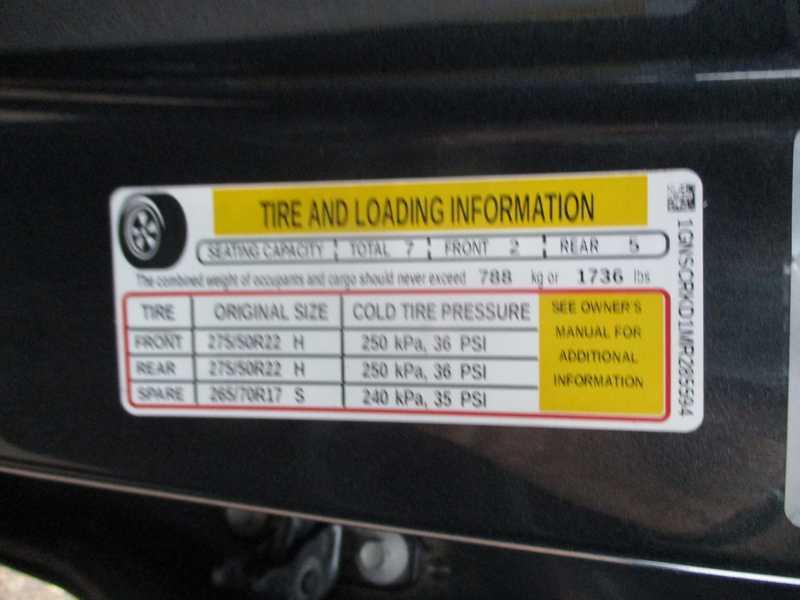 TIRE AND LOADING INFORMATION
SEATING CAPACITY TOTAL 7 FRONT 2 REAR 5
The combined weight of occupants and cargo should never exceed 788 kg or 1736 lbs
TIRE ORIGINAL SIZE COLD TIRE PRESSURE
FRONT 275/50R22 H 250 kPa, 36 PSI
REAR 275/50R22 H 250 kPa, 36 PSI
SPARE 265/70R17 S 240 kPa, 35 PSI
SEE OWNER'S
MANUAL FOR
ADDITIONAL
INFORMATION
1GNSCRKD1MR285594